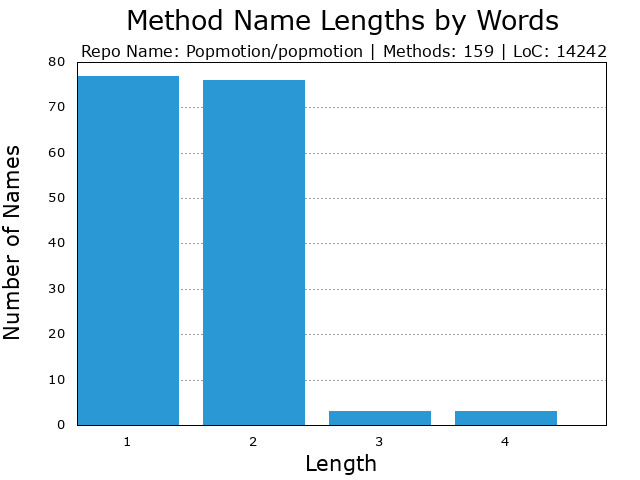 Method Name Lengths by Words
Repo Name: Popmotion/popmotion | Methods: 159 | LoC: 14242
80
70
60
50
40
30
20
10
0
Number of Names
1 2 3 4
Length